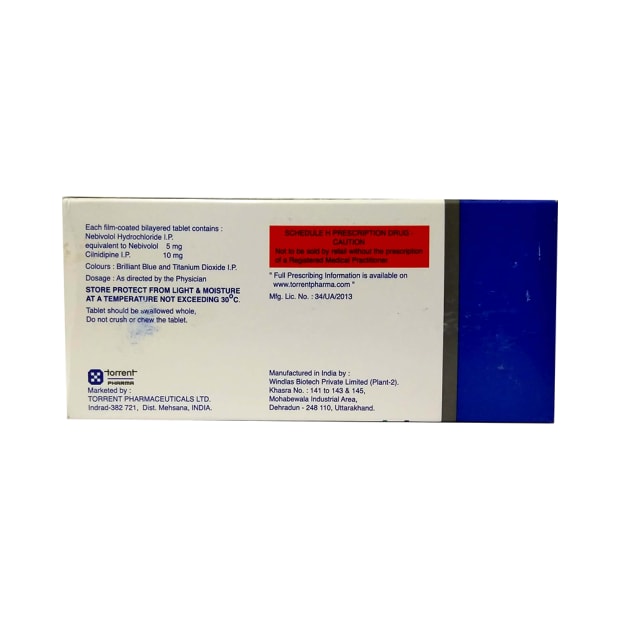 Each film-coated bilayered tablet contains :
Nebivolol Hydrochloride I.P.
equivalent to Nebivolol 5 mg
Cilnidipine I.P. 10 mg
Colours : Brilliant Blue and Titanium Dioxide I.P.
Dosage : As directed by the Physician
STORE PROTECT FROM LIGHT & MOISTURE
AT A TEMPERATURE NOT EXCEEDING 30°C.
Tablet should be swallowed whole,
Do not crush or chew the tablet.
torrent
PHARMA
Marketed by :
TORRENT PHARMACEUTICALS LTD.
Indrad-382 721, Dist. Mehsana, INDIA.
SCHEDULE H PRESCRIPTION DRUG -
CAUTION
Not to be sold by retail without the prescription
of a Registered Medical Practitioner.
" Full Prescribing Information is available on
www.torrentpharma.com "
Mfg. Lic. No. : 34/UA/2013
Manufactured in India by :
Windlas Biotech Private Limited (Plant-2).
Khasra No. : 141 to 143 & 145,
Mohabewala Industrial Area,
Dehradun - 248 110, Uttarakhand.